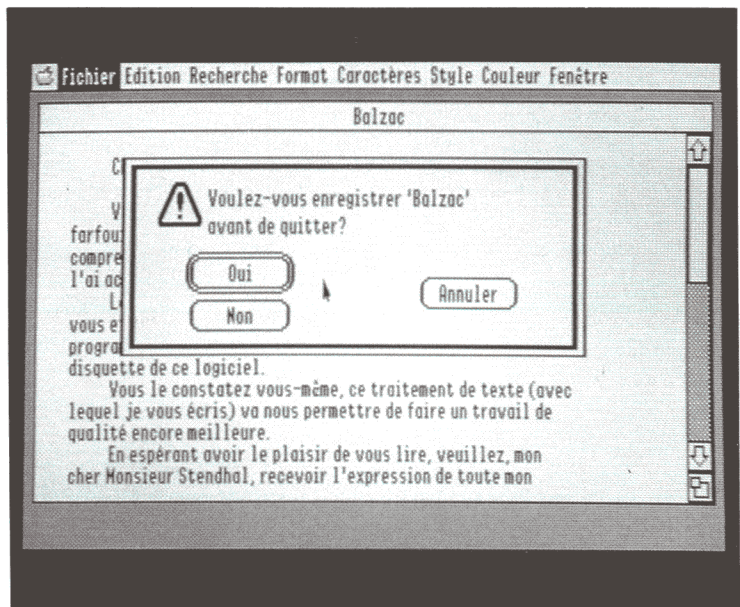 Fichier Edition Recherche Format Caractères Style Couleur Fenêtre
Balzac
Voulez-vous enregistrer 'Balzac'
avant de quitter?
Oui
Non
Annuler
C
V
farfou
compre
l'ai ac
L
vous e
progra
disquette de ce logiciel.
Vous le constatez vous-même, ce traitement de texte (avec
lequel je vous écris) va nous permettre de faire un travail de
qualité encore meilleure.
En espérant avoir le plaisir de vous lire, veuillez, mon
cher Monsieur Stendhal, recevoir l'expression de toute mon